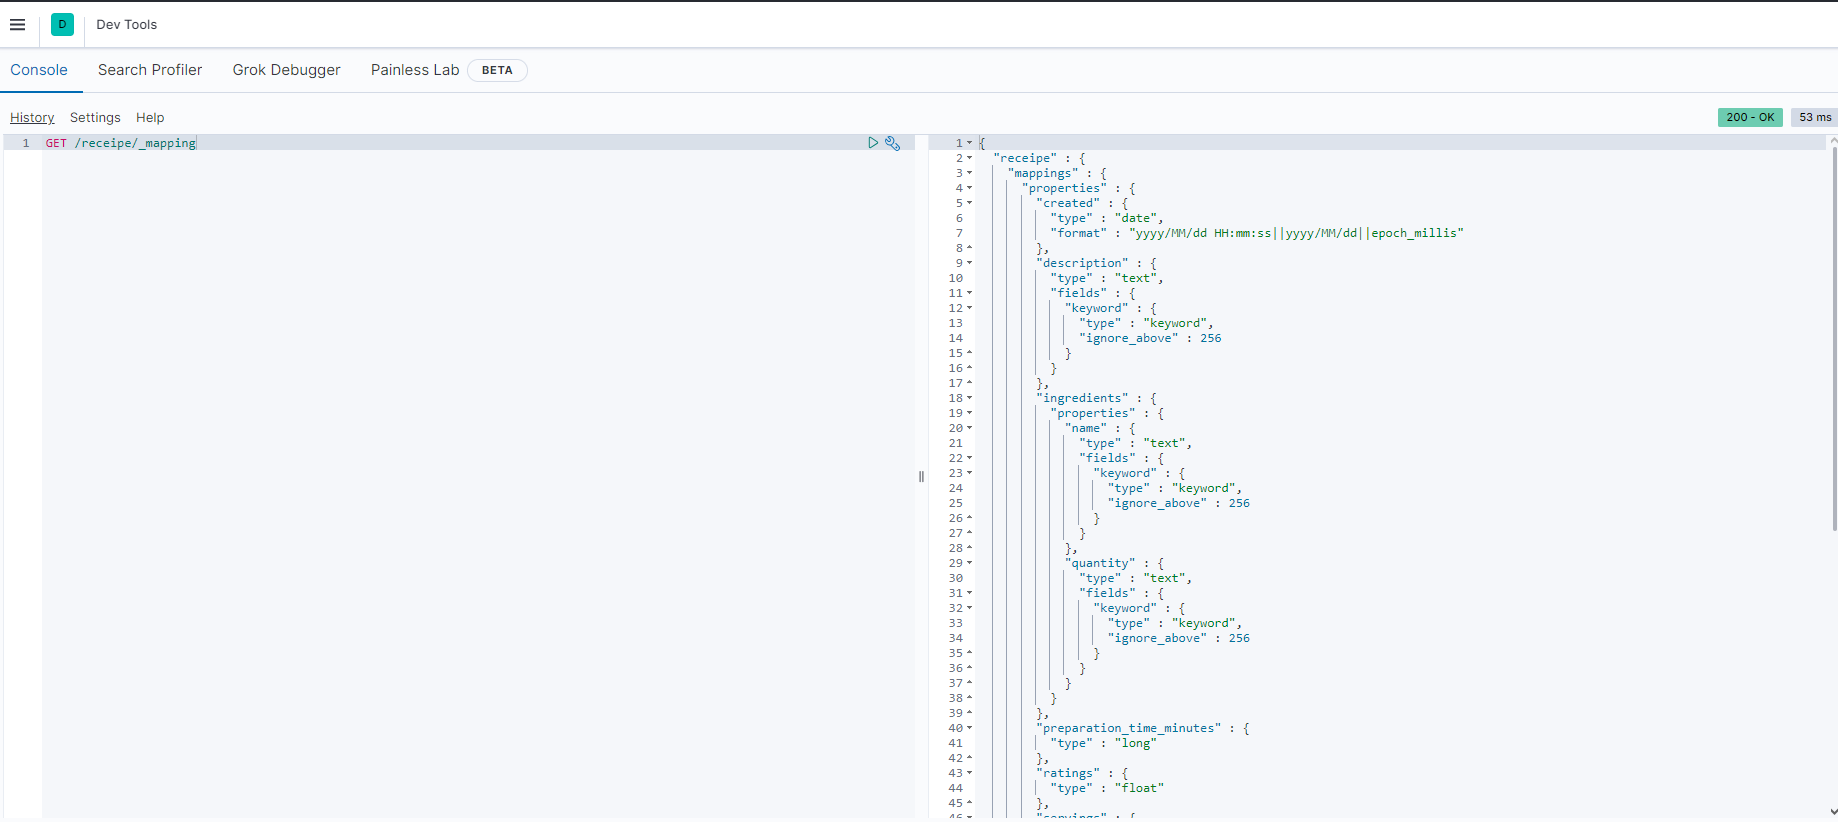 D Dev Tools
Console Search Profiler Grok Debugger Painless Lab BETA
History Settings Help 200 - OK 53 ms
1 GET /receipe/_mapping
1 {
2 "receipe" : {
3 "mappings" : {
4 "properties" : {
5 "created" : {
6 "type" : "date",
7 "format" : "yyyy/MM/dd HH:mm:ss||yyyy/MM/dd||epoch_millis"
8 },
9 "description" : {
10 "type" : "text",
11 "fields" : {
12 "keyword" : {
13 "type" : "keyword",
14 "ignore_above" : 256
15 }
16 }
17 },
18 "ingredients" : {
19 "properties" : {
20 "name" : {
21 "type" : "text",
22 "fields" : {
23 "keyword" : {
24 "type" : "keyword",
25 "ignore_above" : 256
26 }
27 }
28 },
29 "quantity" : {
30 "type" : "text",
31 "fields" : {
32 "keyword" : {
33 "type" : "keyword",
34 "ignore_above" : 256
35 }
36 }
37 }
38 }
39 },
40 "preparation_time_minutes" : {
41 "type" : "long"
42 },
43 "ratings" : {
44 "type" : "float"
45 },
46 "servings" : {